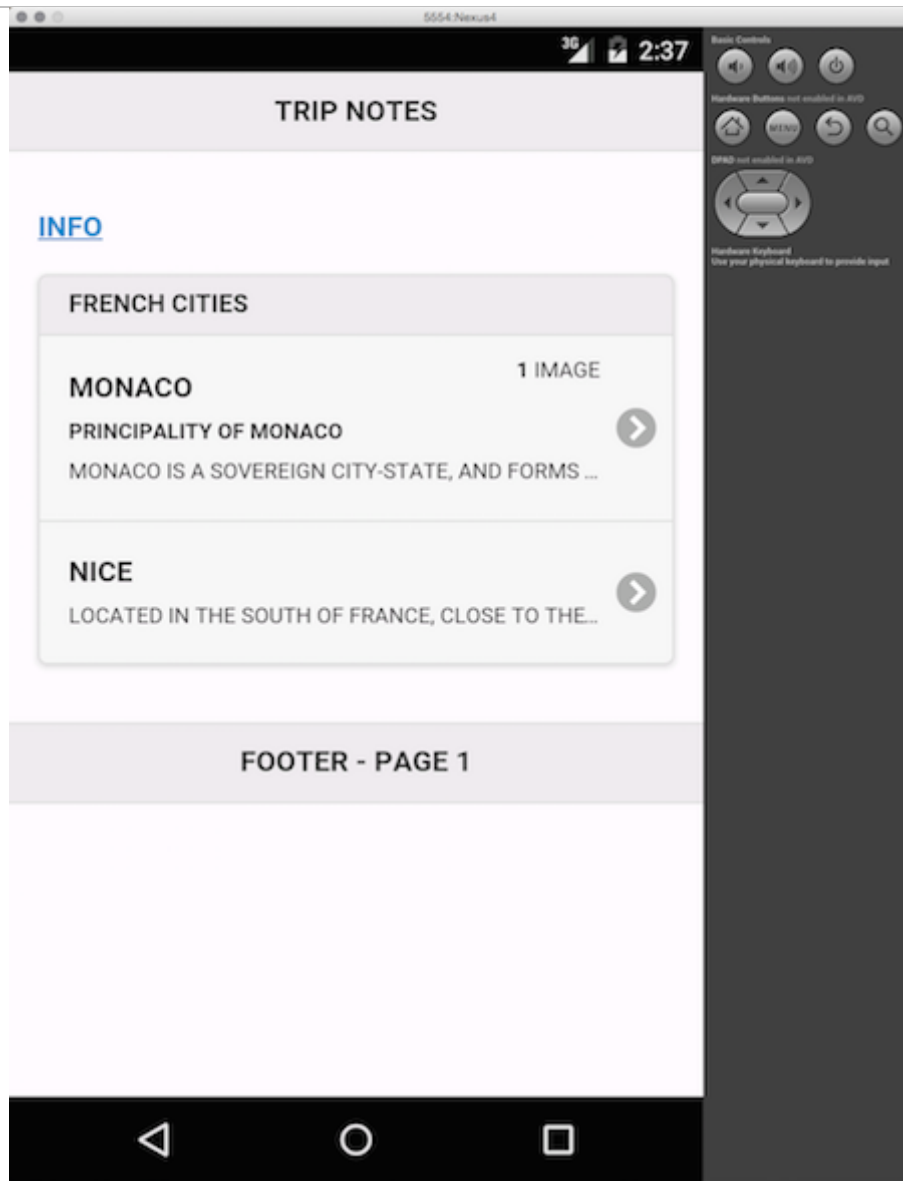 5554:Nexus4
3G 2:37
Basic Controls
TRIP NOTES
Hardware Buttons not enabled in AVD
MENU
DPAD not enabled in AVD
INFO
Hardware Keyboard
Use your physical keyboard to provide input
FRENCH CITIES
1 IMAGE
MONACO
PRINCIPALITY OF MONACO
MONACO IS A SOVEREIGN CITY-STATE, AND FORMS ...
NICE
LOCATED IN THE SOUTH OF FRANCE, CLOSE TO THE...
FOOTER - PAGE 1